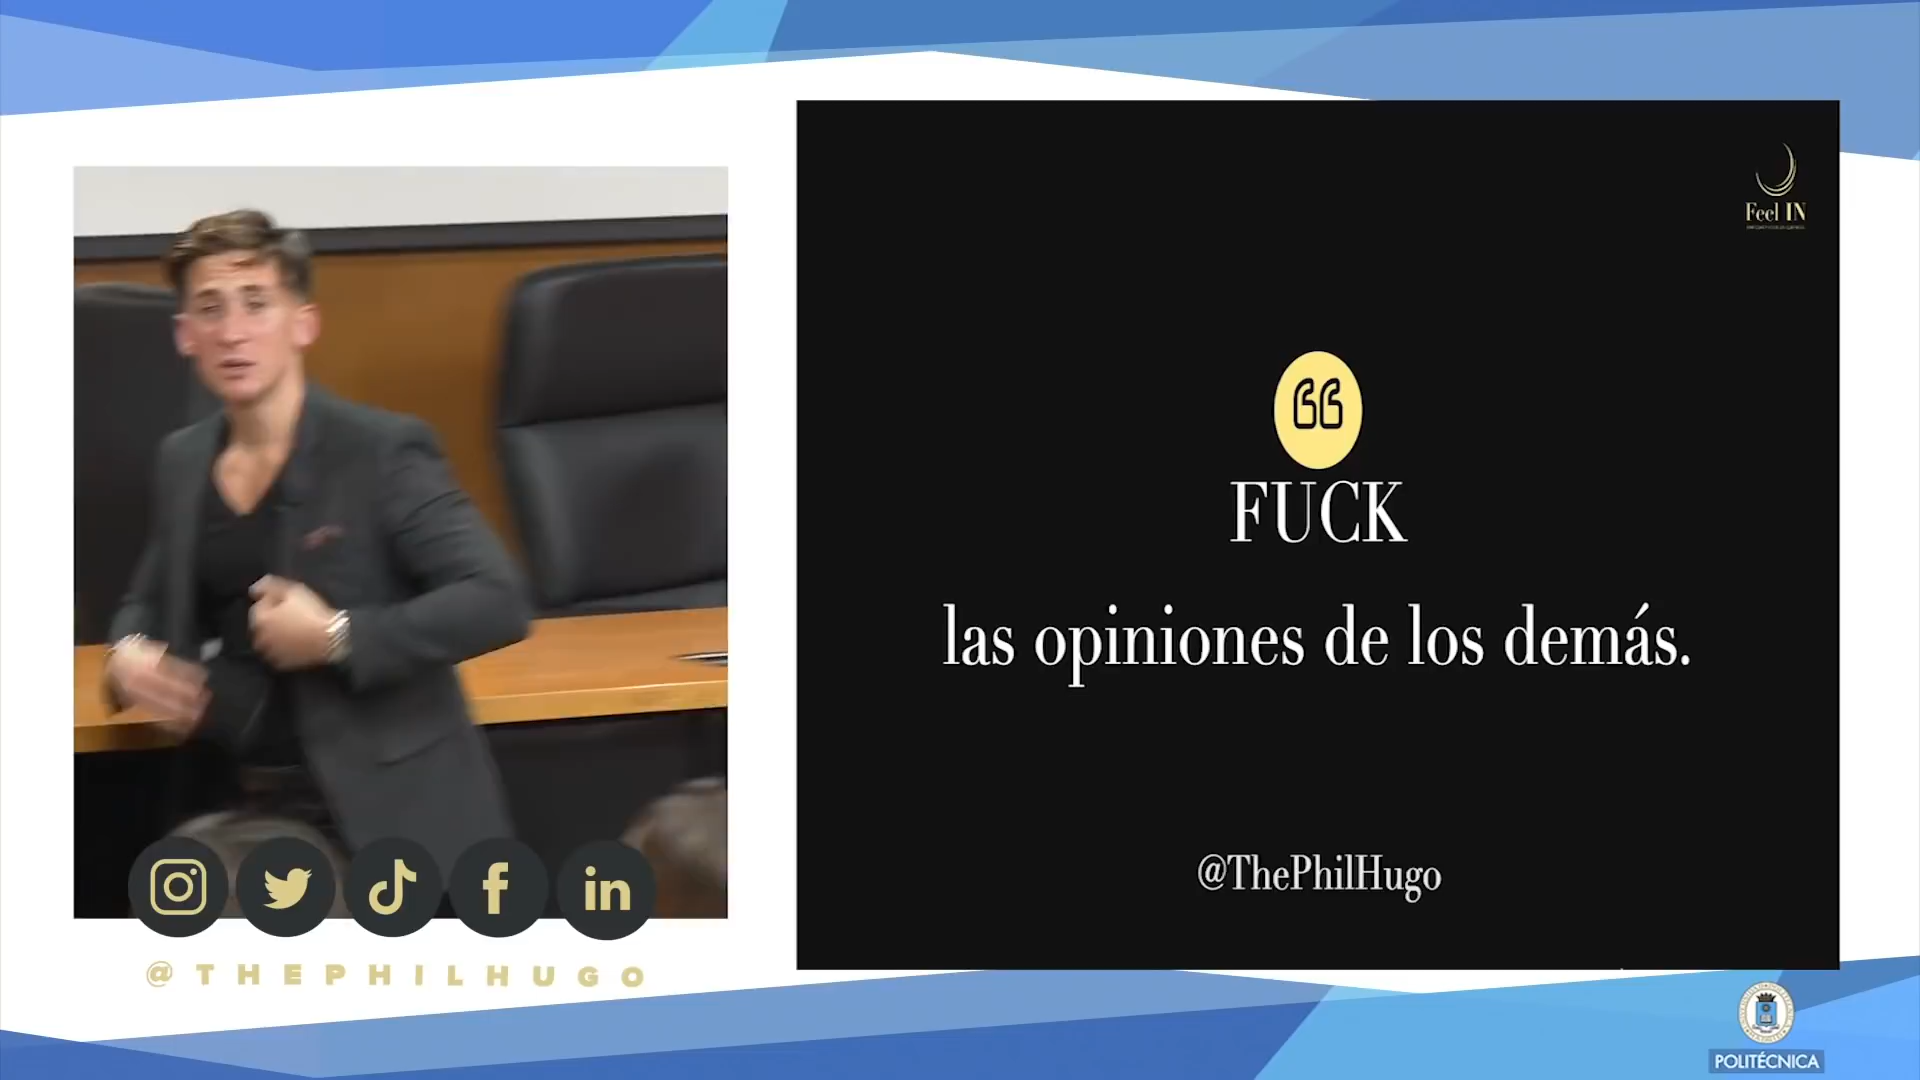 Feel IN
FUCK
las opiniones de los demás.
@ThePhilHugo
@THEPHILHUGO
POLITÉCNICA